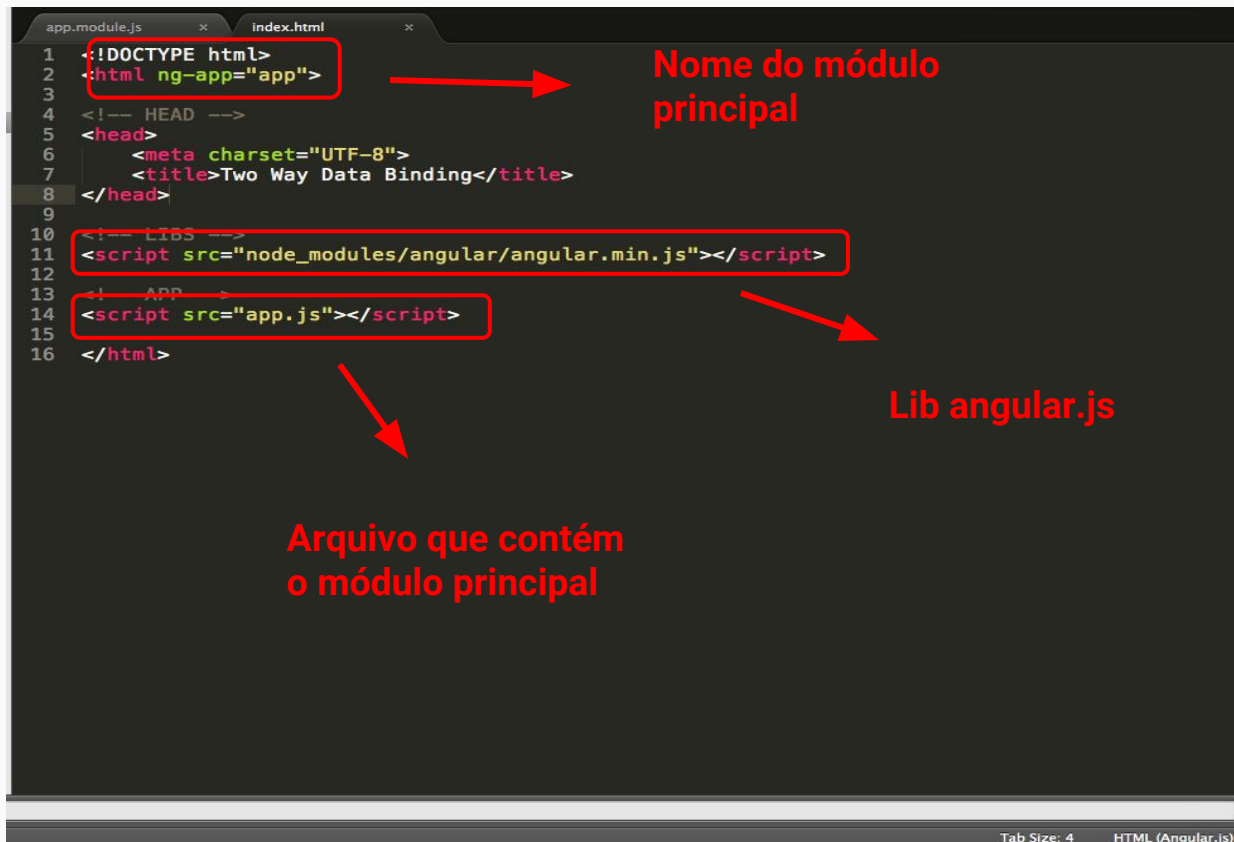 app.module.js × index.html ×
1 <!DOCTYPE html>
2 <html ng-app="app">
3
4 <!-- HEAD -->
5 <head>
6 <meta charset="UTF-8">
7 <title>Two Way Data Binding</title>
8 </head>
9
10 <!-- LIBS -->
11 <script src="node_modules/angular/angular.min.js"></script>
12
13 <!-- APP -->
14 <script src="app.js"></script>
15
16 </html>
Nome do módulo
principal
Lib angular.js
Arquivo que contém
o módulo principal
Tab Size: 4 HTML (Angular.js)